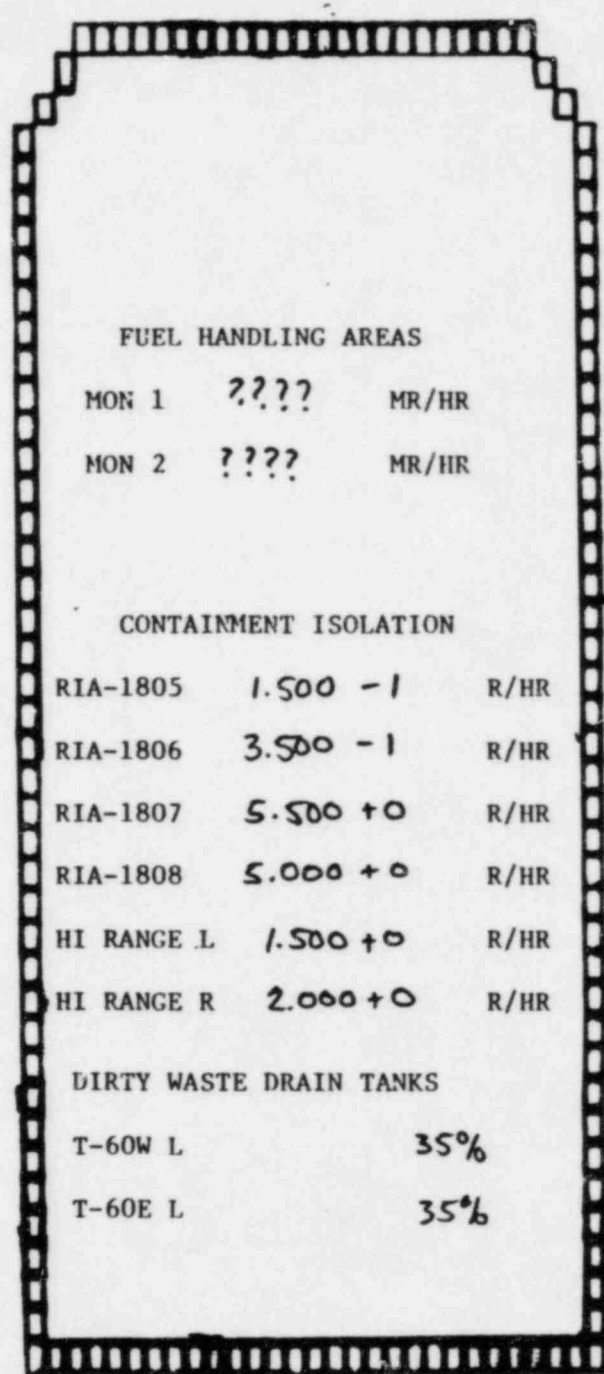 FUEL HANDLING AREAS
MON 1 ???? MR/HR
MON 2 ???? MR/HR
CONTAINMENT ISOLATION
RIA-1805 1.500 -1 R/HR
RIA-1806 3.500 -1 R/HR
RIA-1807 5.500 +0 R/HR
RIA-1808 5.000 +0 R/HR
HI RANGE L 1.500 +0 R/HR
HI RANGE R 2.000 +0 R/HR
DIRTY WASTE DRAIN TANKS
T-60W L 35%
T-60E L 35%